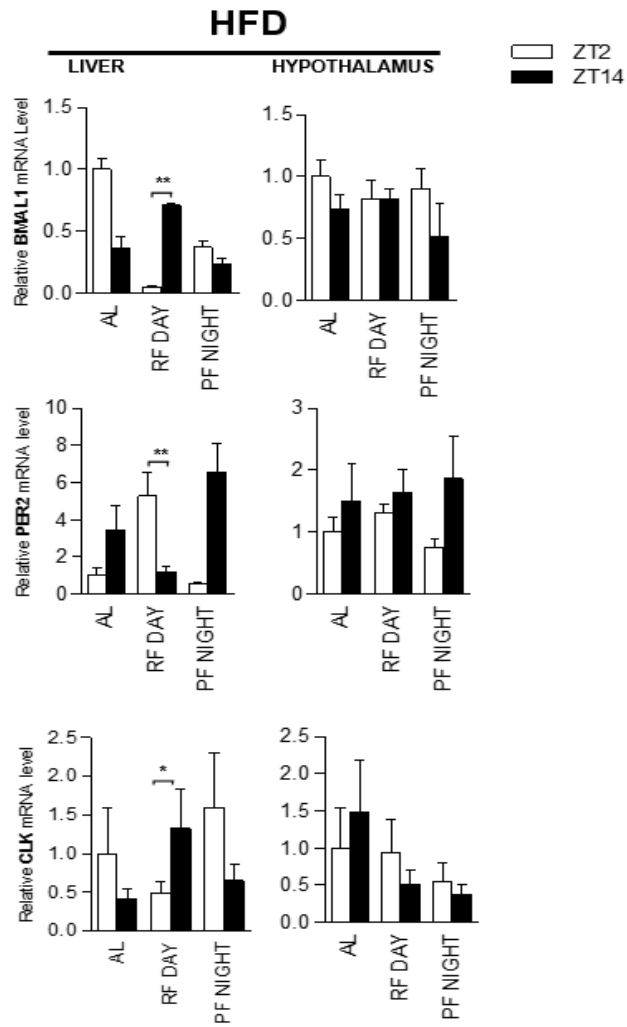 HFD
LIVER HYPOTHALAMUS
ZT2
ZT14
Relative BMAL1 mRNA Level
1.5
1.0
0.5
0.0
**
AL RF DAY PF NIGHT
1.5
1.0
0.5
0.0
AL RF DAY PF NIGHT
Relative PER2 mRNA level
10
8
6
4
2
0
**
AL RF DAY PF NIGHT
3
2
1
0
AL RF DAY PF NIGHT
Relative CLK mRNA level
2.5
2.0
1.5
1.0
0.5
0.0
*
AL RF DAY PF NIGHT
2.5
2.0
1.5
1.0
0.5
0.0
AL RF DAY PF NIGHT